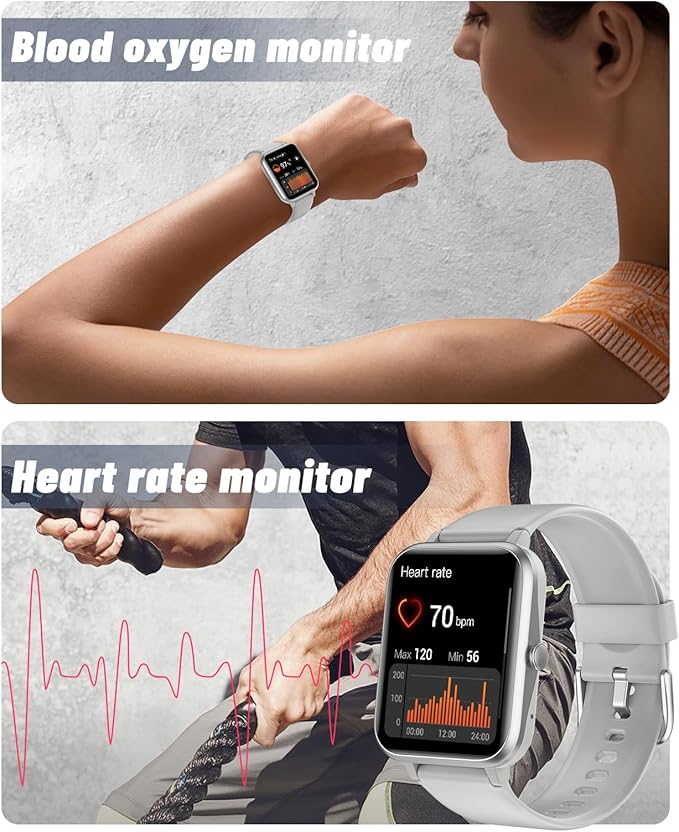 Blood oxygen monitor
97%
Heart rate monitor
Heart rate
70 bpm
Max 120 Min 56
200
100
0
00:00 12:00 24:00